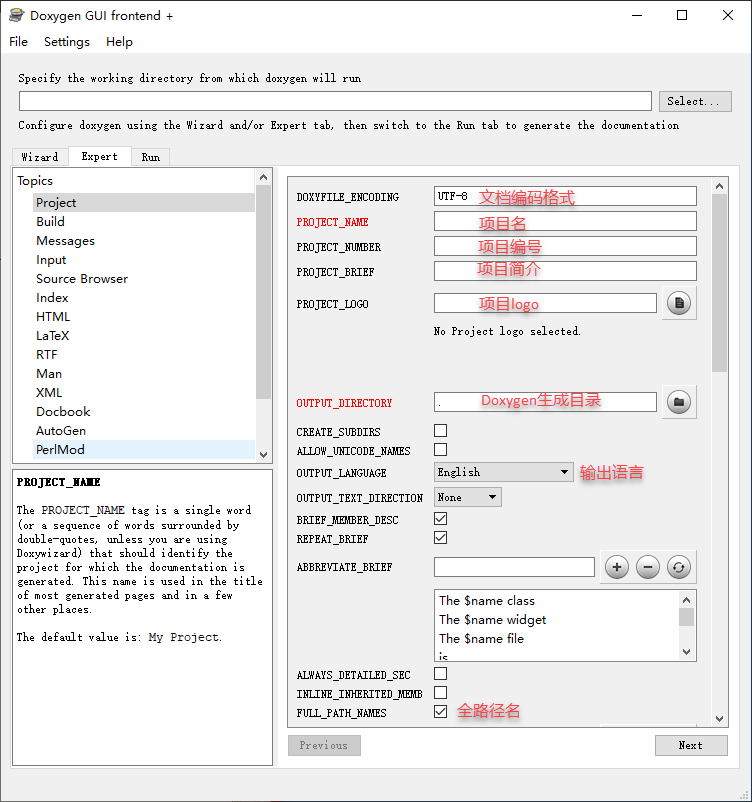 Doxygen GUI frontend +
File Settings Help
Specify the working directory from which doxygen will run
Select...
Configure doxygen using the Wizard and/or Expert tab, then switch to the Run tab to generate the documentation
Wizard Expert Run
Topics
Project
Build
Messages
Input
Source Browser
Index
HTML
LaTeX
RTF
Man
XML
Docbook
AutoGen
PerlMod
PROJECT_NAME
The PROJECT_NAME tag is a single word
(or a sequence of words surrounded by
double-quotes, unless you are using
Doxywizard) that should identify the
project for which the documentation is
generated. This name is used in the title
of most generated pages and in a few
other places.
The default value is: My Project.
DOXYFILE_ENCODING UTF-8 文档编码格式
PROJECT_NAME 项目名
PROJECT_NUMBER 项目编号
PROJECT_BRIEF 项目简介
PROJECT_LOGO 项目logo
No Project logo selected.
OUTPUT_DIRECTORY . Doxygen生成目录
CREATE_SUBDIRS
ALLOW_UNICODE_NAMES
OUTPUT_LANGUAGE English 输出语言
OUTPUT_TEXT_DIRECTION None
BRIEF_MEMBER_DESC
REPEAT_BRIEF
ABBREVIATE_BRIEF
The $name class
The $name widget
The $name file
is
ALWAYS_DETAILED_SEC
INLINE_INHERITED_MEMB
FULL_PATH_NAMES 全路径名
Previous Next